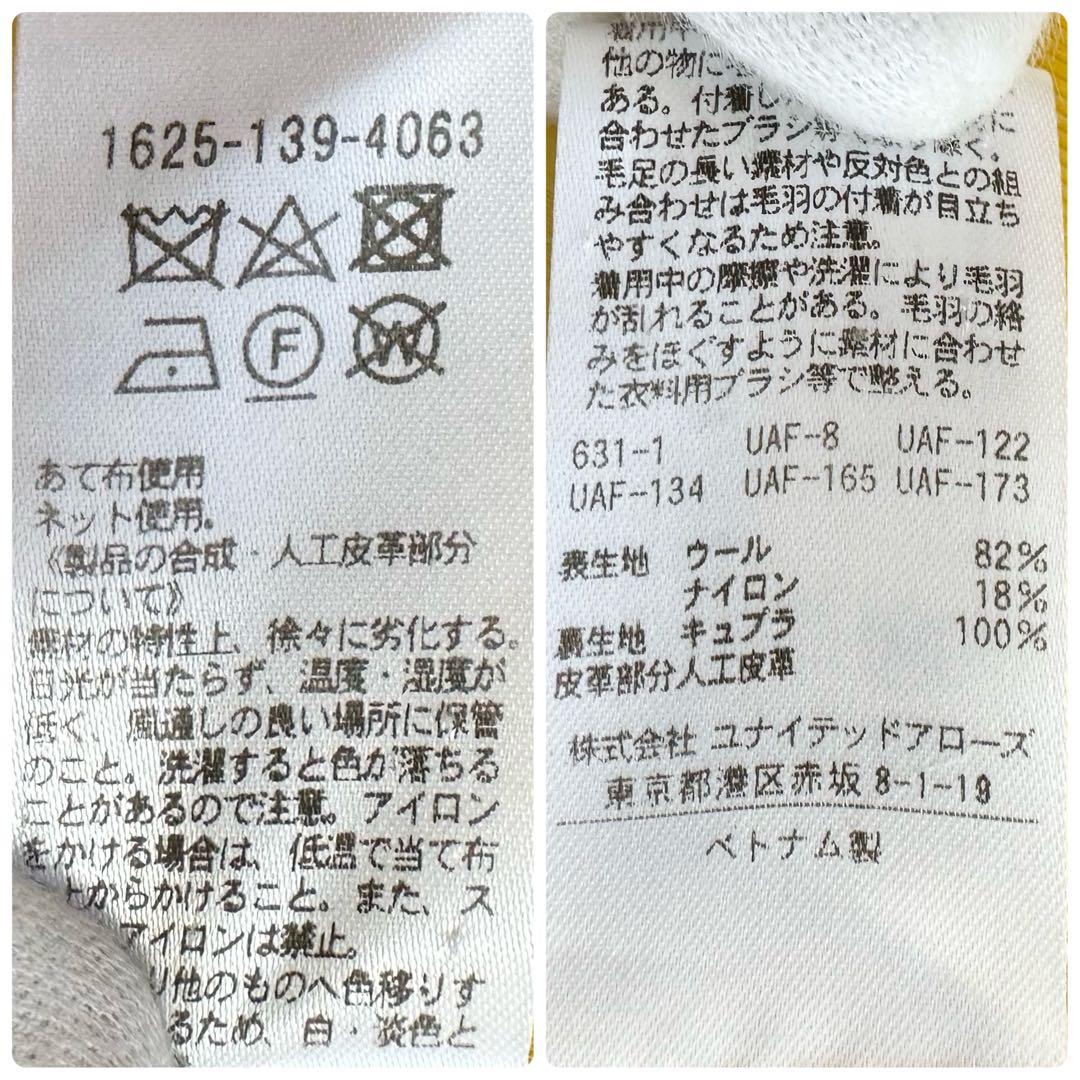 1625-139-4063
F
W
あて布使用
ネット使用。
《製品の合成・人工皮革部分
について》
素材の特性上、徐々に劣化する。
日光が当たらず、温度・湿度が
低く、風通しの良い場所に保管
のこと。洗濯すると色が落ちる
ことがあるので注意。アイロン
をかける場合は、低温で当て布
上からかけること。また、ス
アイロンは禁止。
り他のものへ色移りす
るため、白・淡色と
他の物に
ある。付着し
合わせたブラシ等で取り除く。
毛足の長い素材や反対色との組
み合わせは毛羽の付着が目立ち
やすくなるため注意。
着用中の摩擦や洗濯により毛羽
が乱れることがある。毛羽の絡
みをほぐすように素材に合わせ
た衣料用ブラシ等で整える。
631-1 UAF-8 UAF-122
UAF-134 UAF-165 UAF-173
表生地 ウール 82%
ナイロン 18%
裏生地 キュプラ 100%
皮革部分人工皮革
株式会社 ユナイテッドアローズ
東京都港区赤坂 8-1-19
ベトナム製